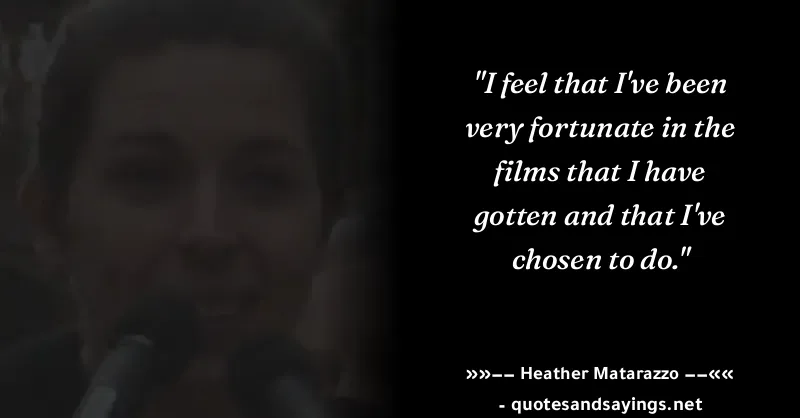 "I feel that I've been
very fortunate in the
films that I have
gotten and that I've
chosen to do."
»»−− Heather Matarazzo −−««
- quotesandsayings.net